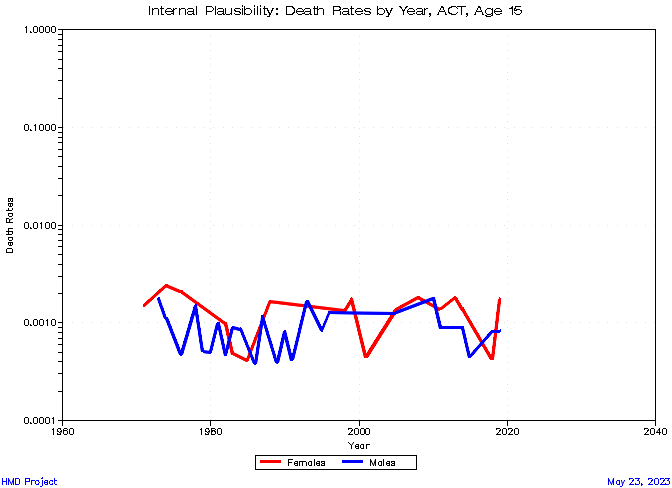 Internal Plausibility: Death Rates by Year, ACT, Age 15
1.0000
0.1000
0.0100
0.0010
0.0001
Death Rates
1960
1980
2000
2020
2040
Year
Females
Males
HMD Project
May 23, 2023